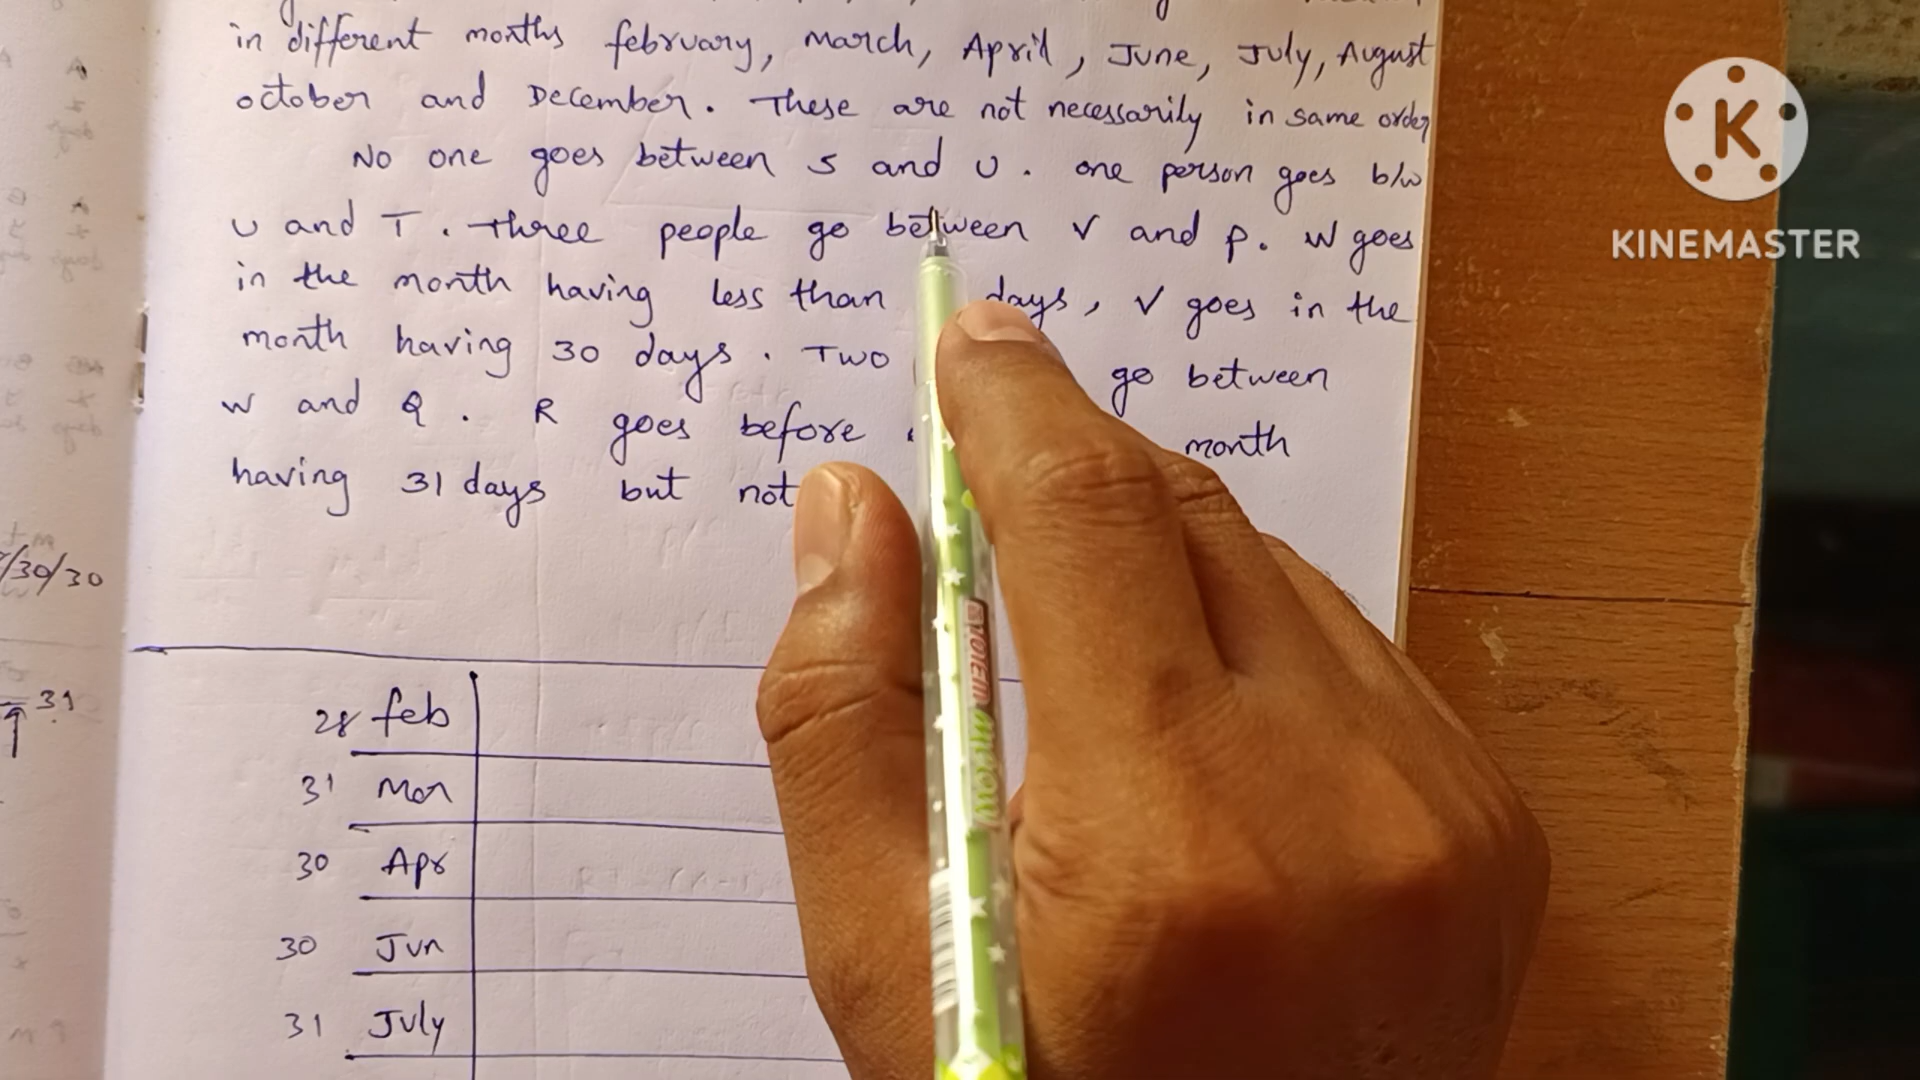 in different months february, march, April, June, July, August
october and December. These are not necessarily in same order
No one goes between S and U. one person goes b/w
U and T. Three people go between V and P. W goes
in the month having less than days, V goes in the
month having 30 days. Two go between
W and Q. R goes before month
having 31 days but not
/30/30
31
28 feb
31 Mar
30 Apr
30 Jun
31 July
K
KINEMASTER